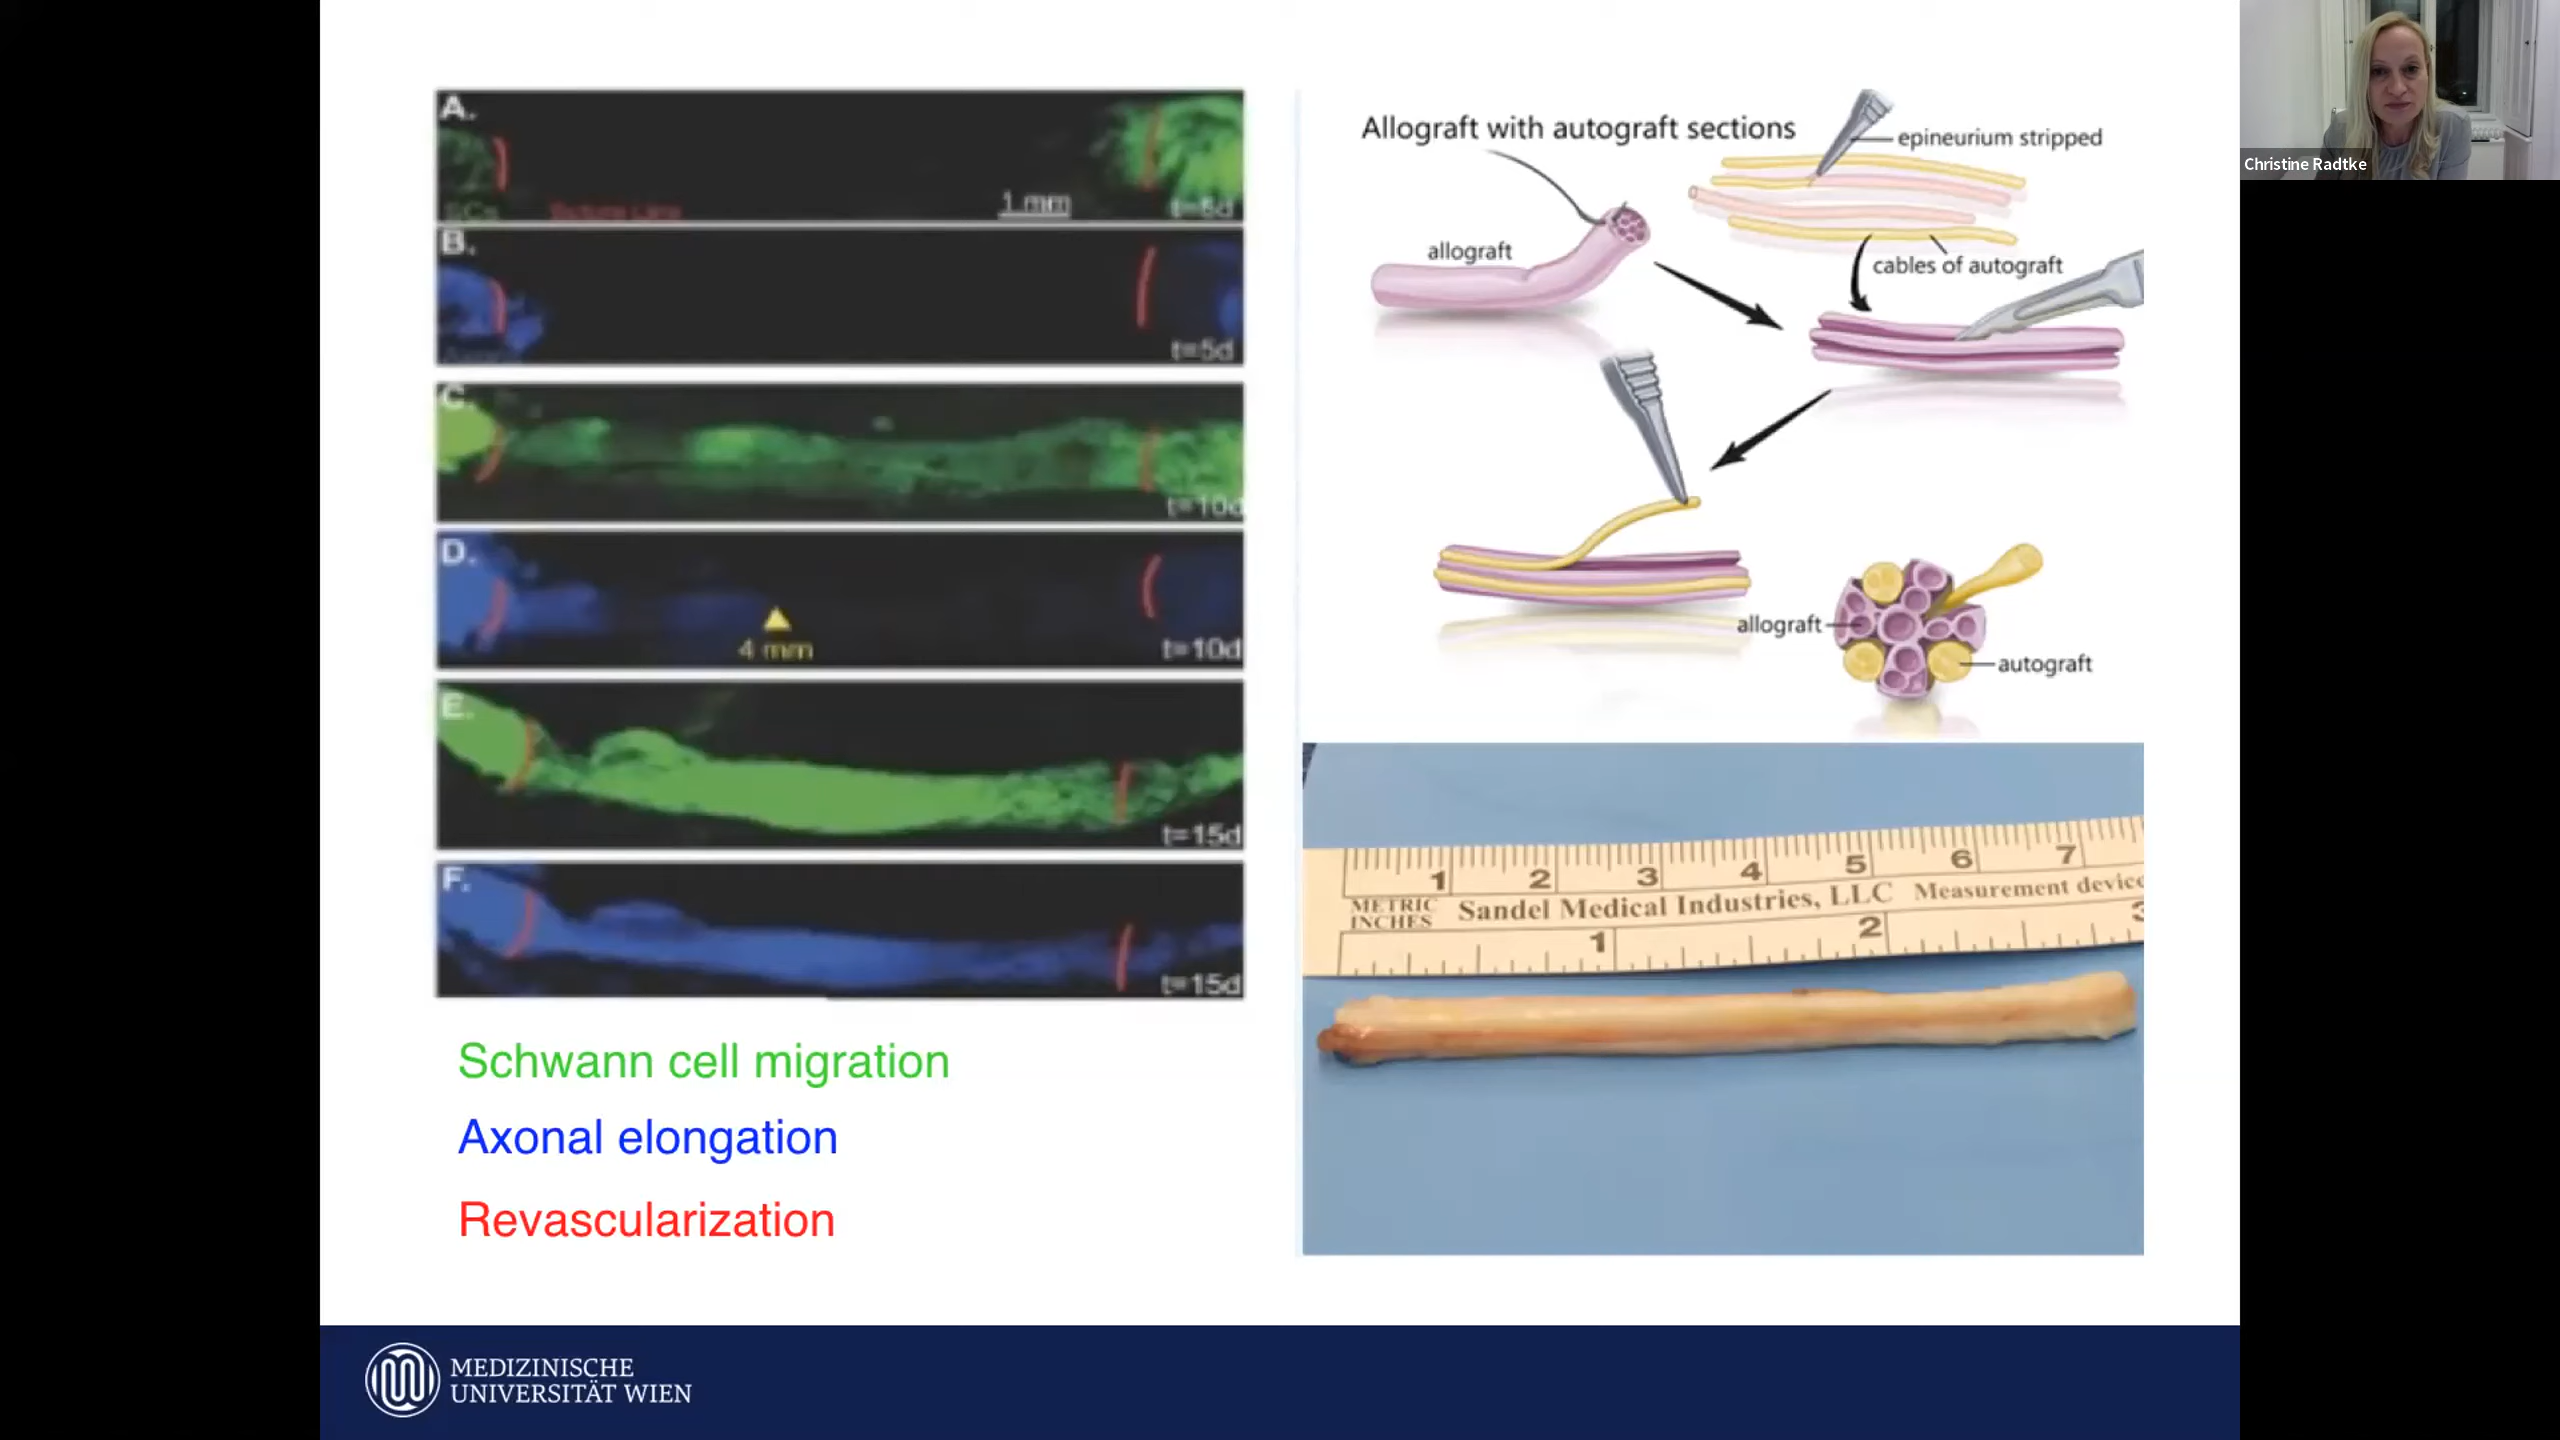 A.
1 mm
B.
t=5d
C.
t=10d
D.
4 mm
t=10d
E.
t=15d
F.
t=15d
Schwann cell migration
Axonal elongation
Revascularization
Allograft with autograft sections
epineurium stripped
allograft
cables of autograft
allograft
autograft
1 2 3 4 5 6 7
METRIC
INCHES
Sandel Medical Industries, LLC
Measurement
1 2 3
MEDIZINISCHE
UNIVERSITÄT WIEN
Christine Radtke